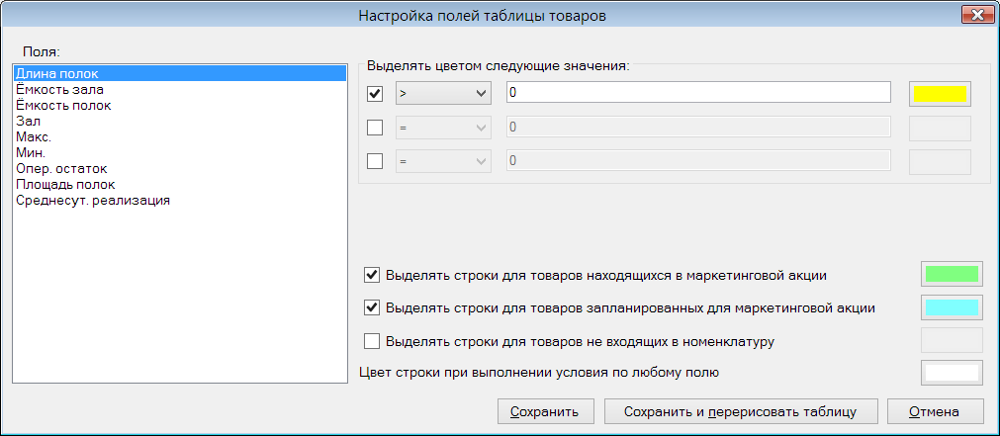 Настройка полей таблицы товаров
Поля:
Длина полок
Ёмкость зала
Ёмкость полок
Зал
Макс.
Мин.
Опер. остаток
Площадь полок
Среднесут. реализация
Выделять цветом следующие значения:
> 0
= 0
= 0
Выделять строки для товаров находящихся в маркетинговой акции
Выделять строки для товаров запланированных для маркетинговой акции
Выделять строки для товаров не входящих в номенклатуру
Цвет строки при выполнении условия по любому полю
Сохранить Сохранить и перерисовать таблицу Отмена